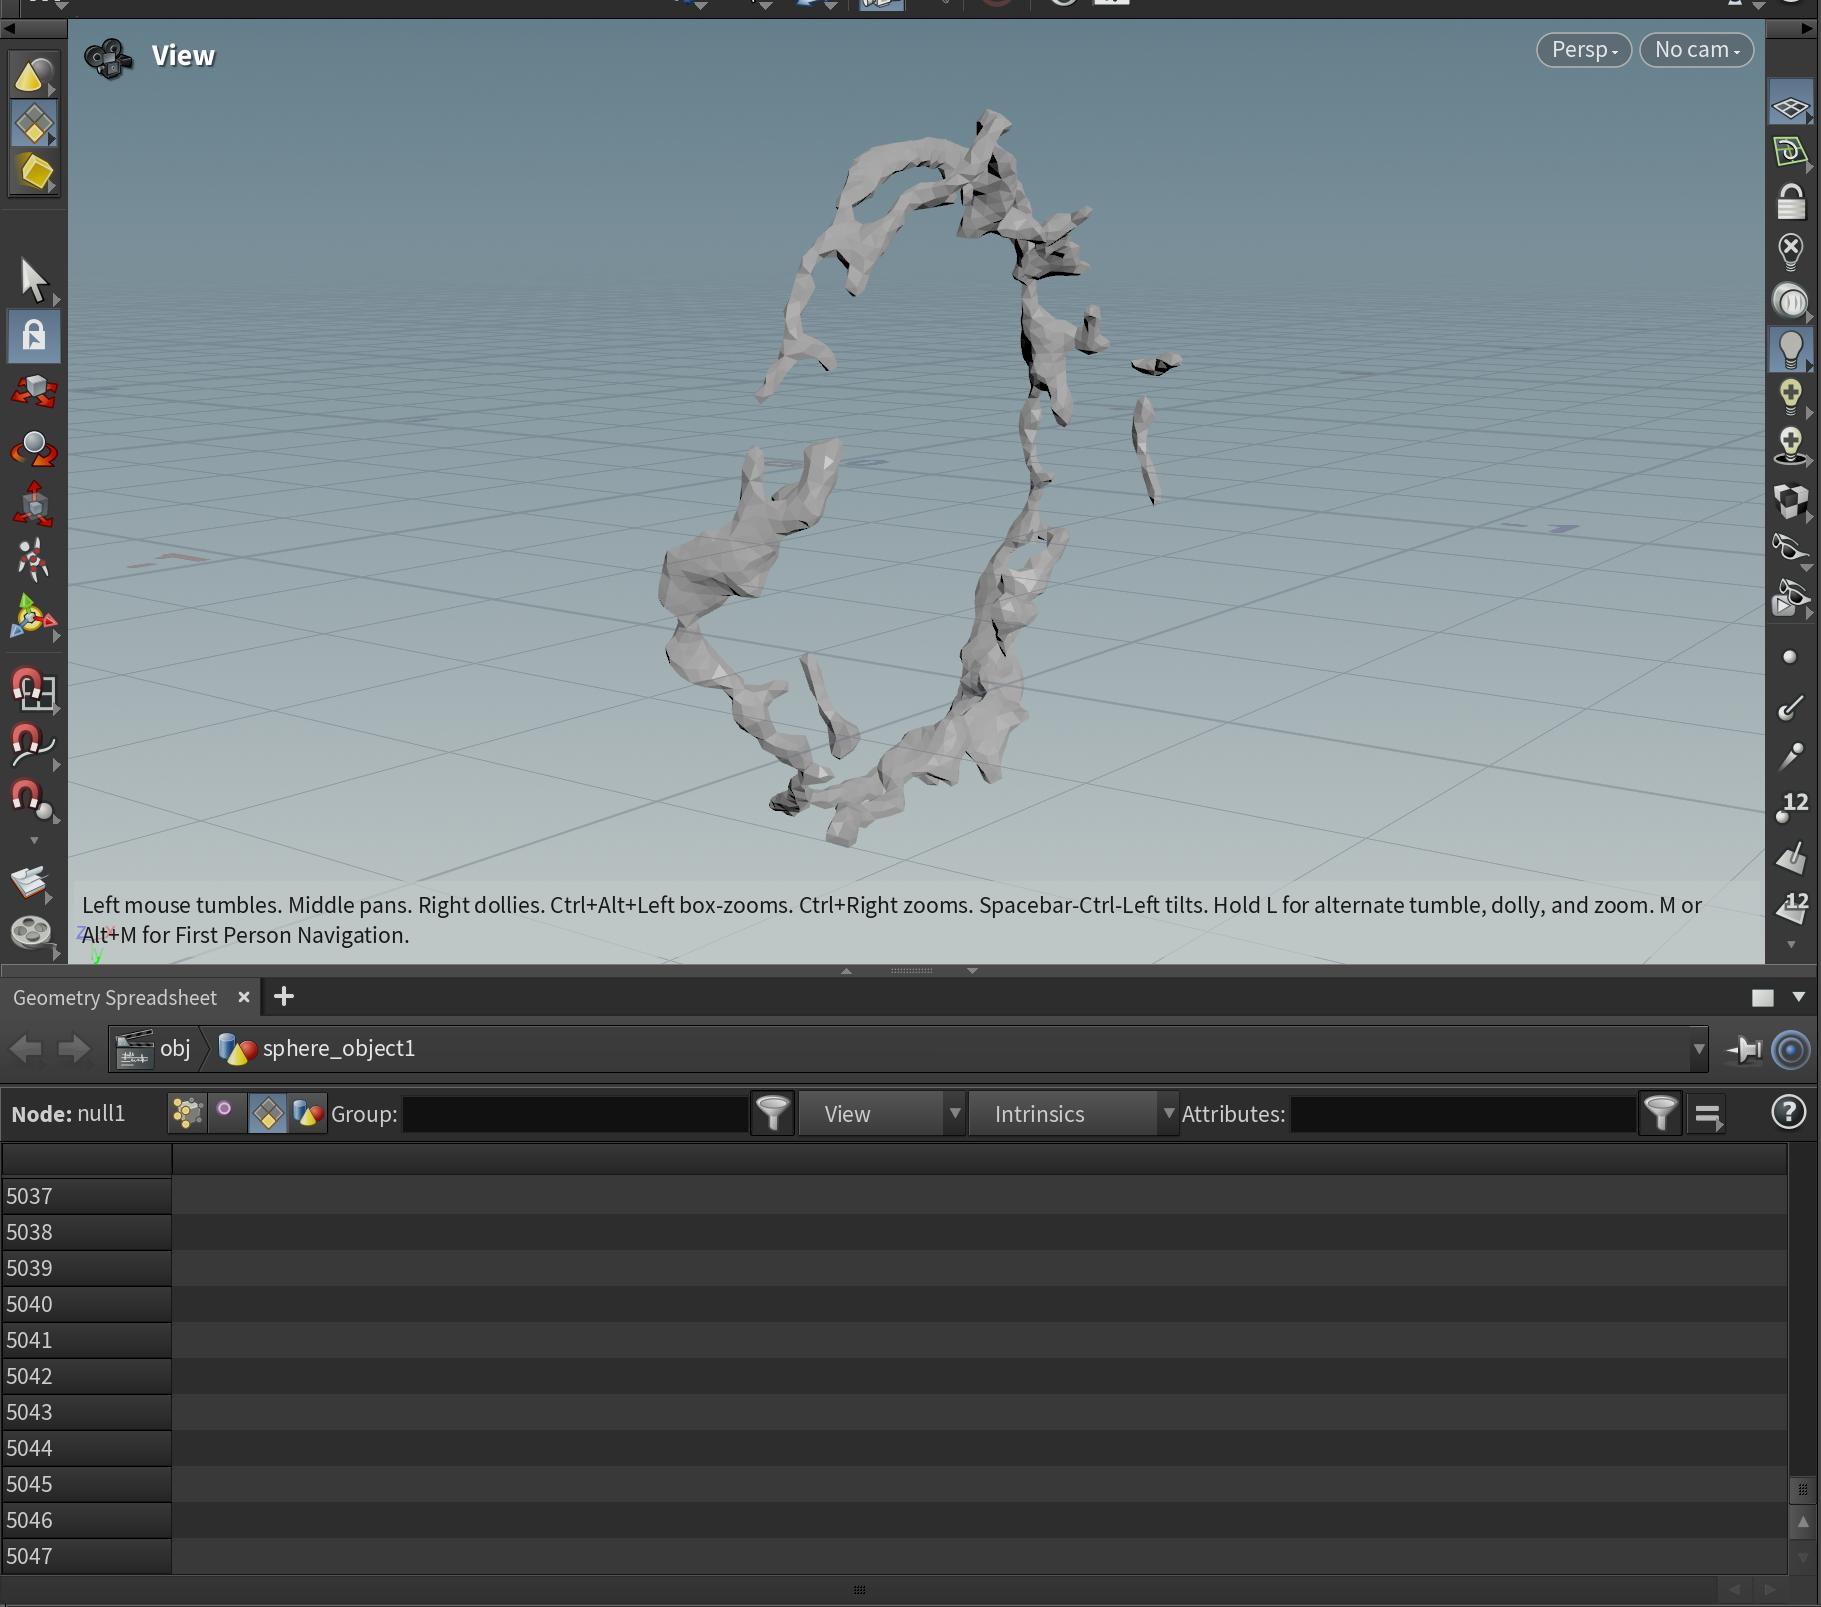 View
Persp
No cam
12
12
Left mouse tumbles. Middle pans. Right dollies. Ctrl+Alt+Left box-zooms. Ctrl+Right zooms. Spacebar-Ctrl-Left tilts. Hold L for alternate tumble, dolly, and zoom. M or
Alt+M for First Person Navigation.
z x
y
Geometry Spreadsheet
obj sphere_object1
Node: null1 Group: View Intrinsics Attributes:
5037
5038
5039
5040
5041
5042
5043
5044
5045
5046
5047